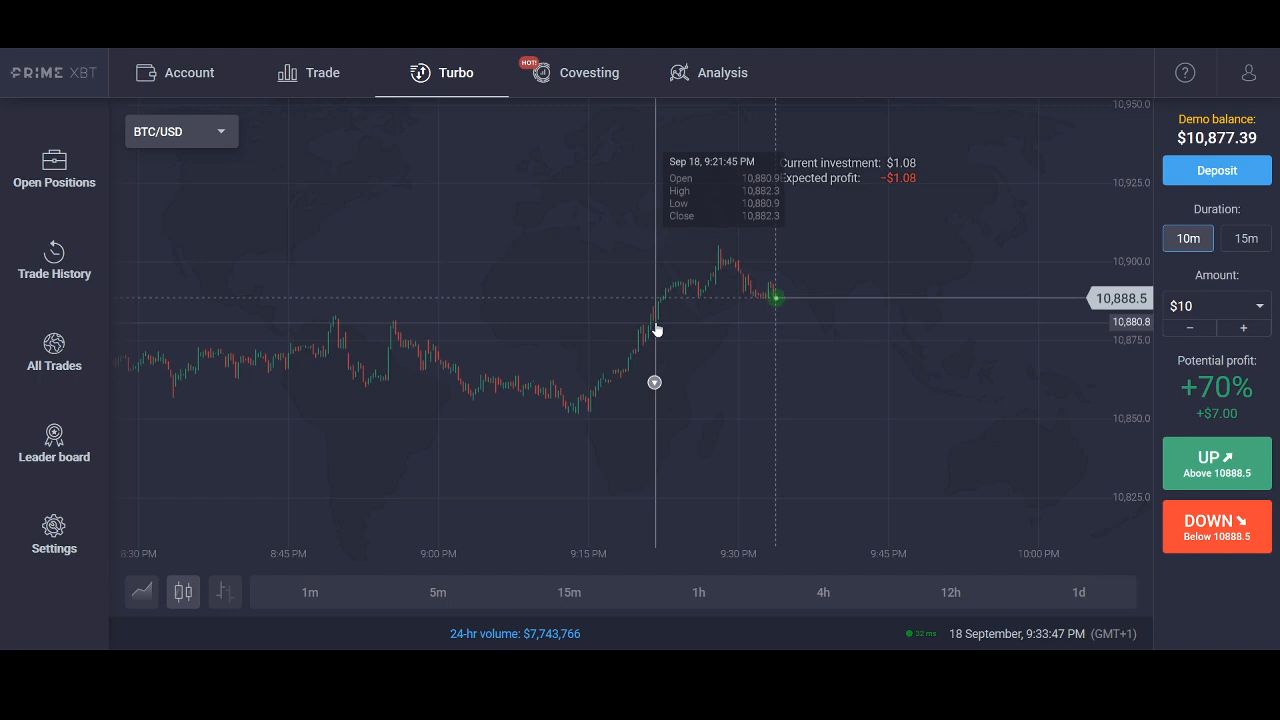 PRIME XBT
Account
Trade
Turbo
HOT!
Covesting
Analysis
?
Open Positions
Trade History
All Trades
Leader board
Settings
BTC/USD
Sep 18, 9:21:45 PM
Open 10,880.9
High 10,882.3
Low 10,880.9
Close 10,882.3
Current investment: $1.08
Expected profit: −$1.08
10,950.0
10,925.0
10,900.0
10,888.5
10,880.8
10,875.0
10,850.0
10,825.0
8:30 PM 8:45 PM 9:00 PM 9:15 PM 9:30 PM 9:45 PM 10:00 PM
1m 5m 15m 1h 4h 12h 1d
24-hr volume: $7,743,766
32 ms 18 September, 9:33:47 PM (GMT+1)
Demo balance:
$10,877.39
Deposit
Duration:
10m 15m
Amount:
$10
− +
Potential profit:
+70%
+$7.00
UP
Above 10888.5
DOWN
Below 10888.5